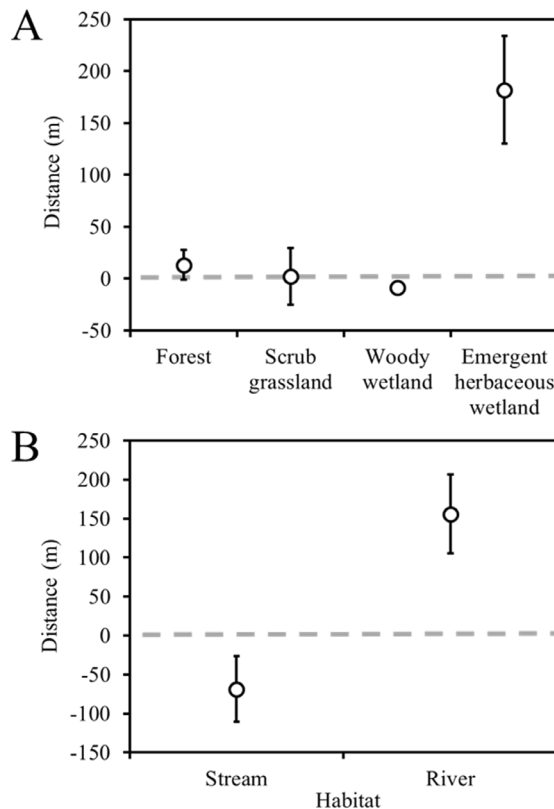 A
250
200
150
100
50
0
-50
Distance (m)
Forest
Scrub
grassland
Woody
wetland
Emergent
herbaceous
wetland
B
250
200
150
100
50
0
-50
-100
-150
Distance (m)
Stream
River
Habitat